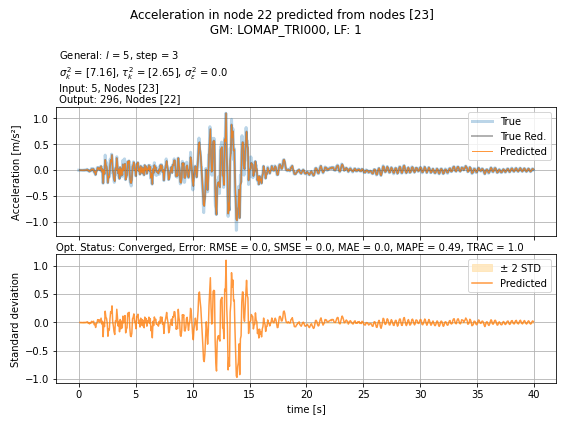 Acceleration in node 22 predicted from nodes [23]
GM: LOMAP_TRI000, LF: 1
General: l = 5, step = 3
σ²ₖ = [7.16], τ²ₖ = [2.65], σ²ε = 0.0
Input: 5, Nodes [23]
Output: 296, Nodes [22]
Acceleration [m/s²]
1.0
0.5
0.0
−0.5
−1.0
True
True Red.
Predicted
Opt. Status: Converged, Error: RMSE = 0.0, SMSE = 0.0, MAE = 0.0, MAPE = 0.49, TRAC = 1.0
Standard deviation
1.0
0.5
0.0
−0.5
−1.0
± 2 STD
Predicted
0 5 10 15 20 25 30 35 40
time [s]